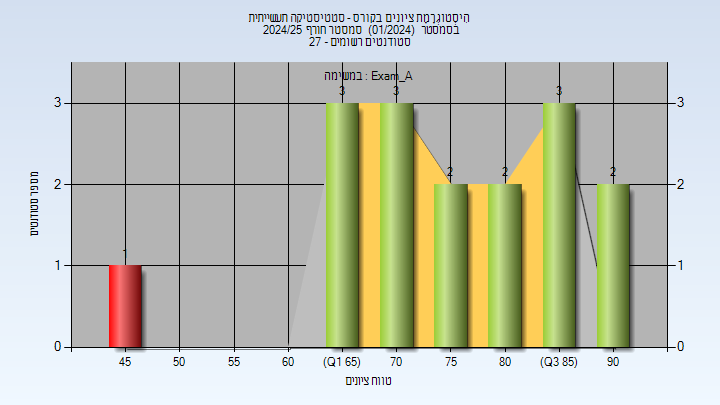 היסטוגרמת ציונים בקורס - סטטיסטיקה תעשייתית
בסמסטר (01/2024) סמסטר חורף 2024/25
סטודנטים רשומים - 27
במשימה : Exam_A
3 3 3
2 2 2
1
3 3
2 2
1 1
0 0
מספר סטודנטים
45 50 55 60 (Q1 65) 70 75 80 (Q3 85) 90
טווח ציונים